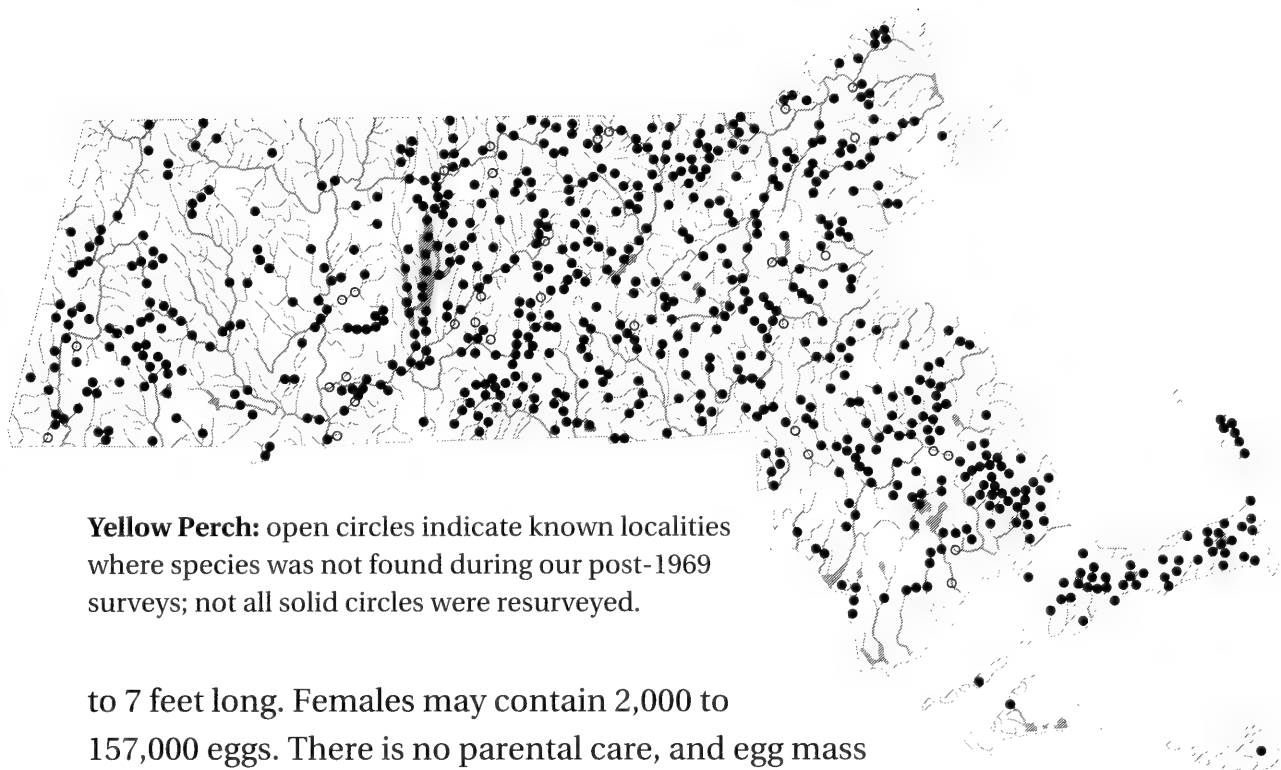 Yellow Perch: open circles indicate known localities
where species was not found during our post-1969
surveys; not all solid circles were resurveyed.
to 7 feet long. Females may contain 2,000 to
157,000 eggs. There is no parental care, and egg mass